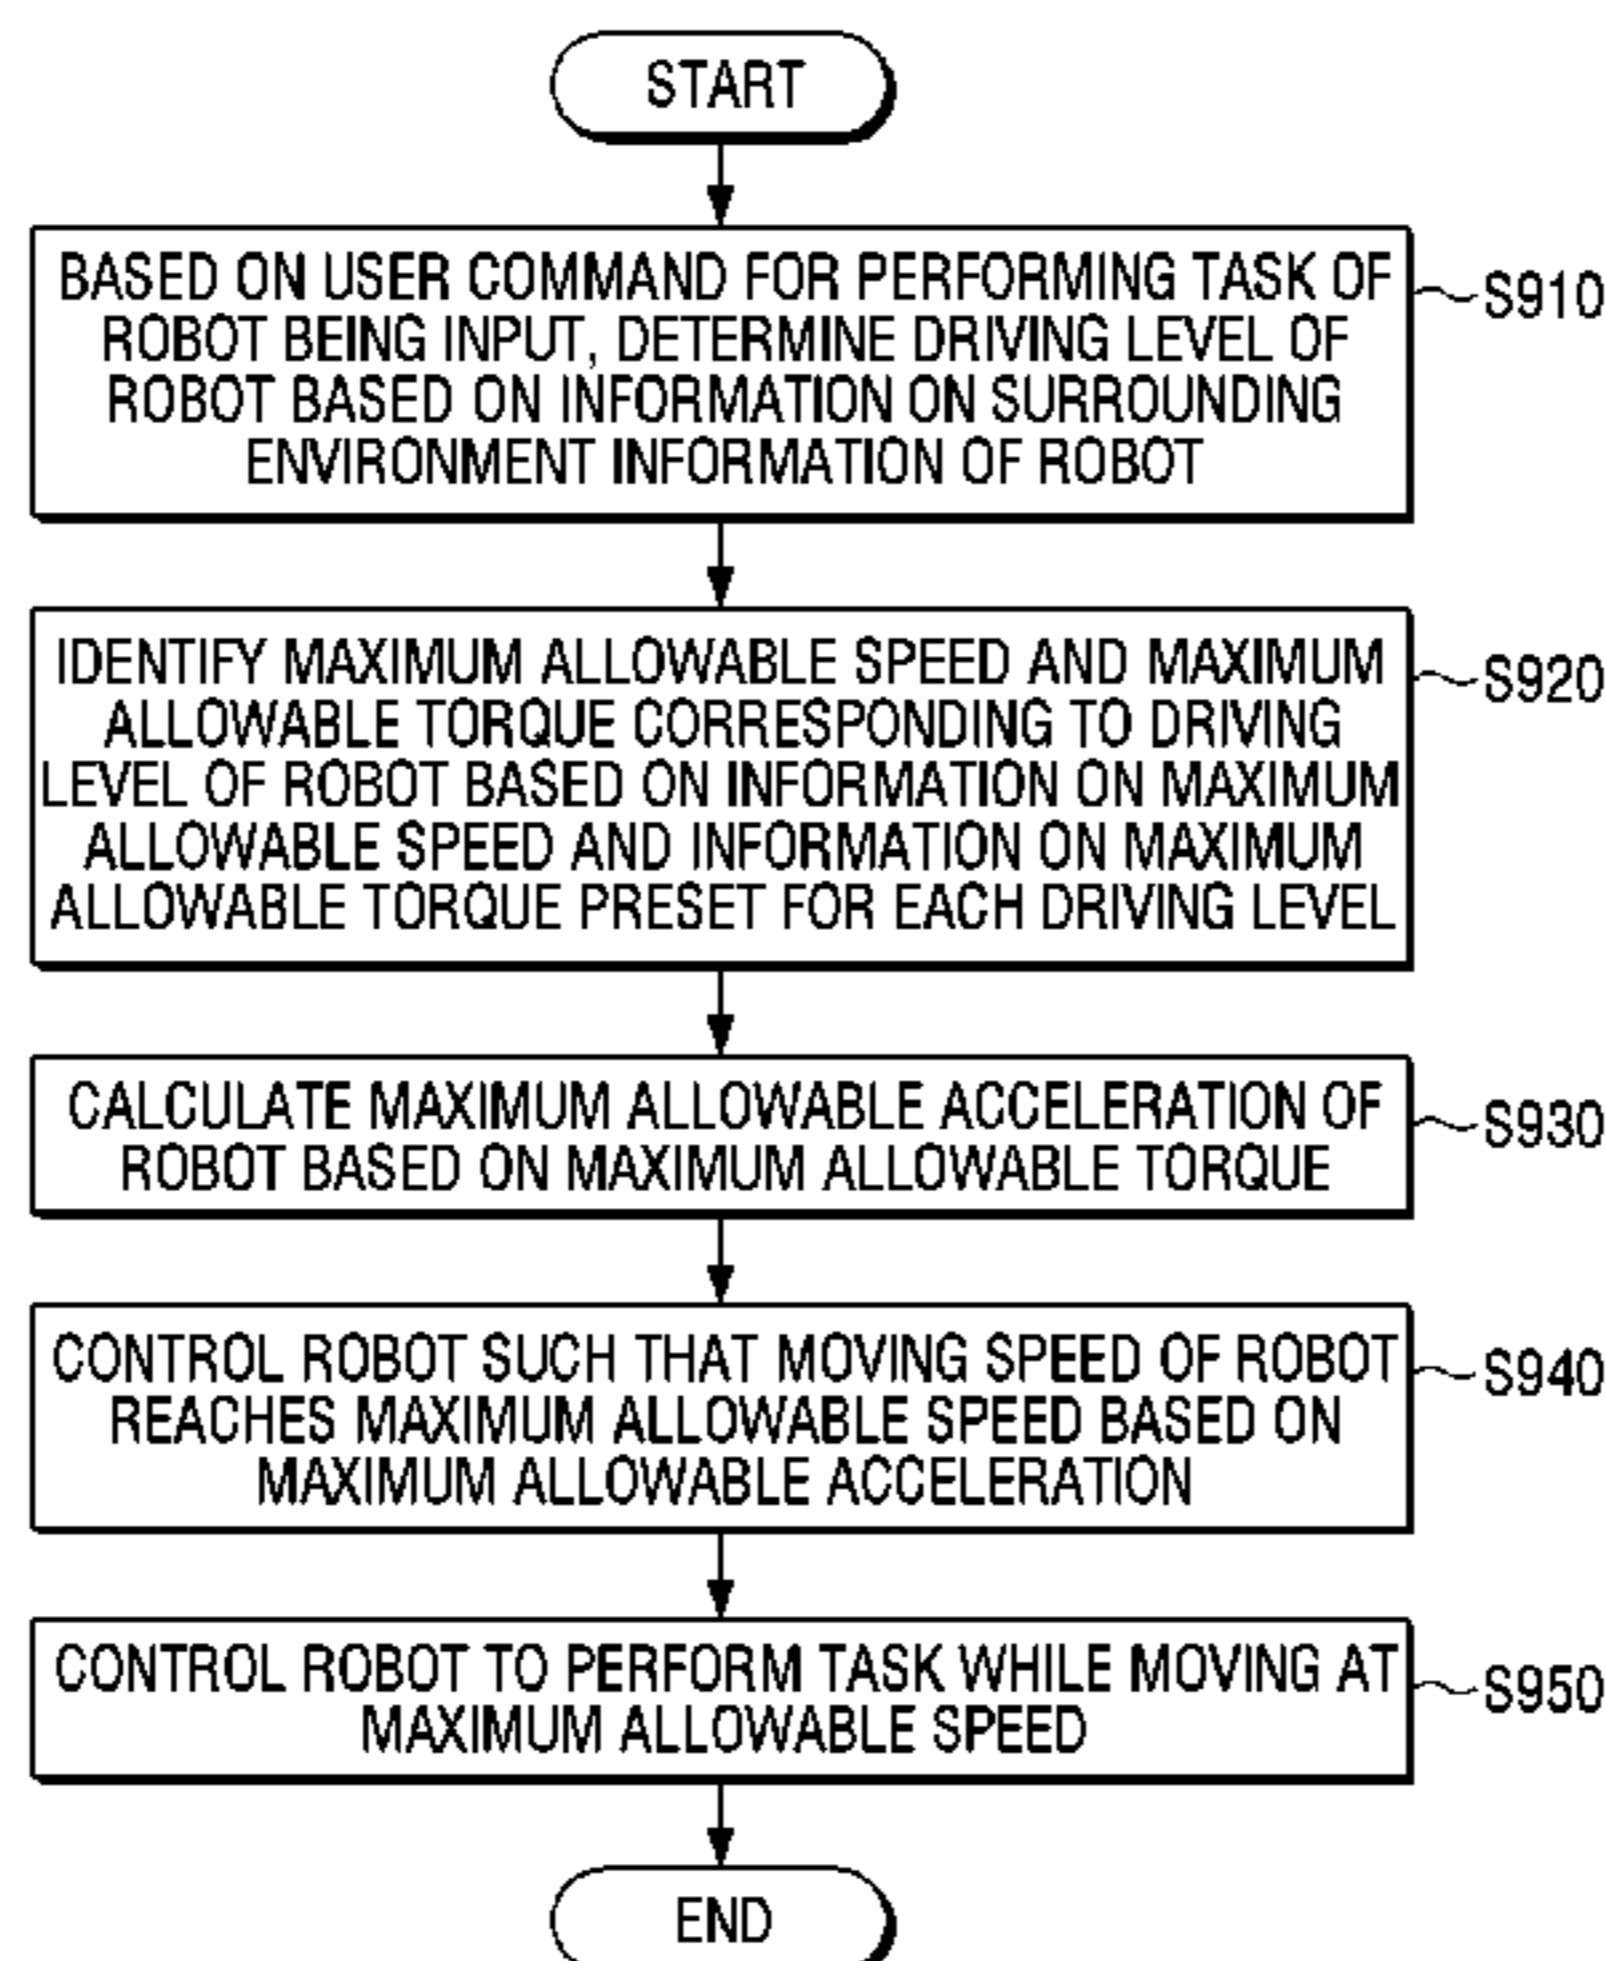 START
BASED ON USER COMMAND FOR PERFORMING TASK OF
ROBOT BEING INPUT, DETERMINE DRIVING LEVEL OF
ROBOT BASED ON INFORMATION ON SURROUNDING
ENVIRONMENT INFORMATION OF ROBOT
S910
IDENTIFY MAXIMUM ALLOWABLE SPEED AND MAXIMUM
ALLOWABLE TORQUE CORRESPONDING TO DRIVING
LEVEL OF ROBOT BASED ON INFORMATION ON MAXIMUM
ALLOWABLE SPEED AND INFORMATION ON MAXIMUM
ALLOWABLE TORQUE PRESET FOR EACH DRIVING LEVEL
S920
CALCULATE MAXIMUM ALLOWABLE ACCELERATION OF
ROBOT BASED ON MAXIMUM ALLOWABLE TORQUE
S930
CONTROL ROBOT SUCH THAT MOVING SPEED OF ROBOT
REACHES MAXIMUM ALLOWABLE SPEED BASED ON
MAXIMUM ALLOWABLE ACCELERATION
S940
CONTROL ROBOT TO PERFORM TASK WHILE MOVING AT
MAXIMUM ALLOWABLE SPEED
S950
END